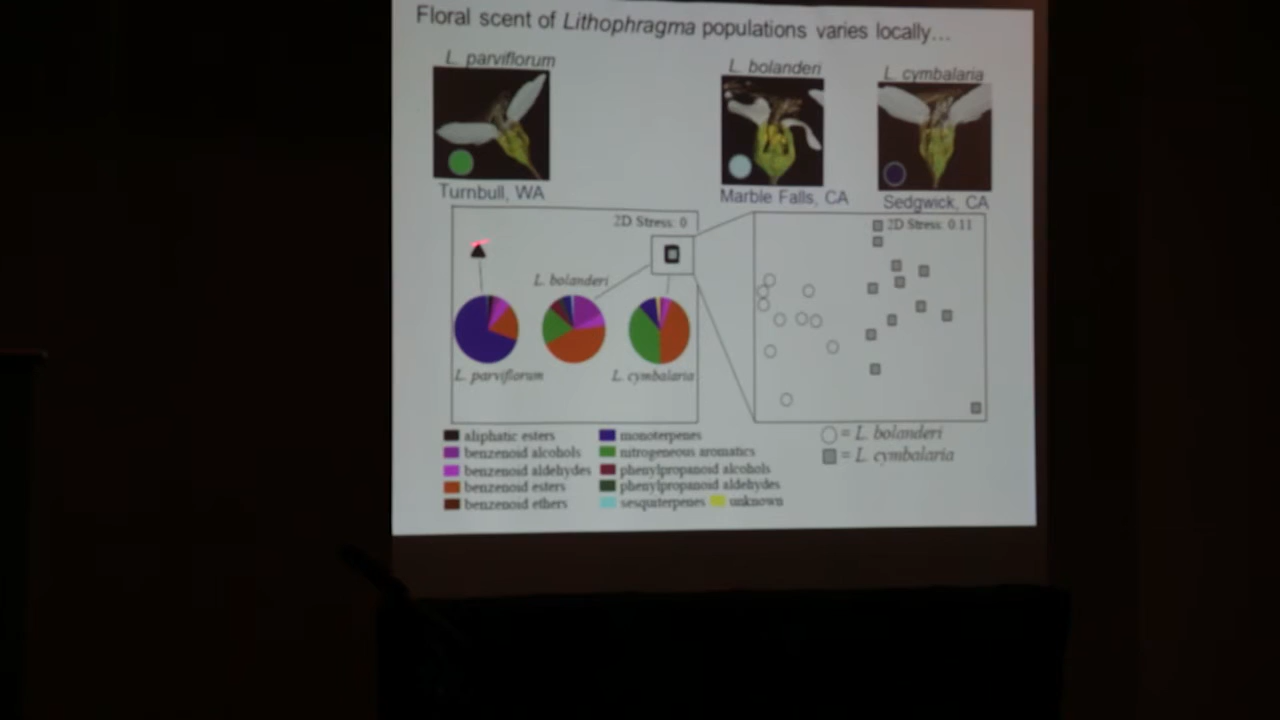 Floral scent of Lithophragma populations varies locally...
L. parviflorum
L. bolanderi
L. cymbalaria
Turnbull, WA
Marble Falls, CA
Sedgwick, CA
2D Stress: 0
2D Stress: 0.11
L. bolanderi
L. parviflorum
L. cymbalaria
aliphatic esters
benzenoid alcohols
benzenoid aldehydes
benzenoid esters
benzenoid ethers
monoterpenes
nitrogeneous aromatics
phenylpropanoid alcohols
phenylpropanoid aldehydes
sesquiterpenes unknown
= L. bolanderi
= L. cymbalaria